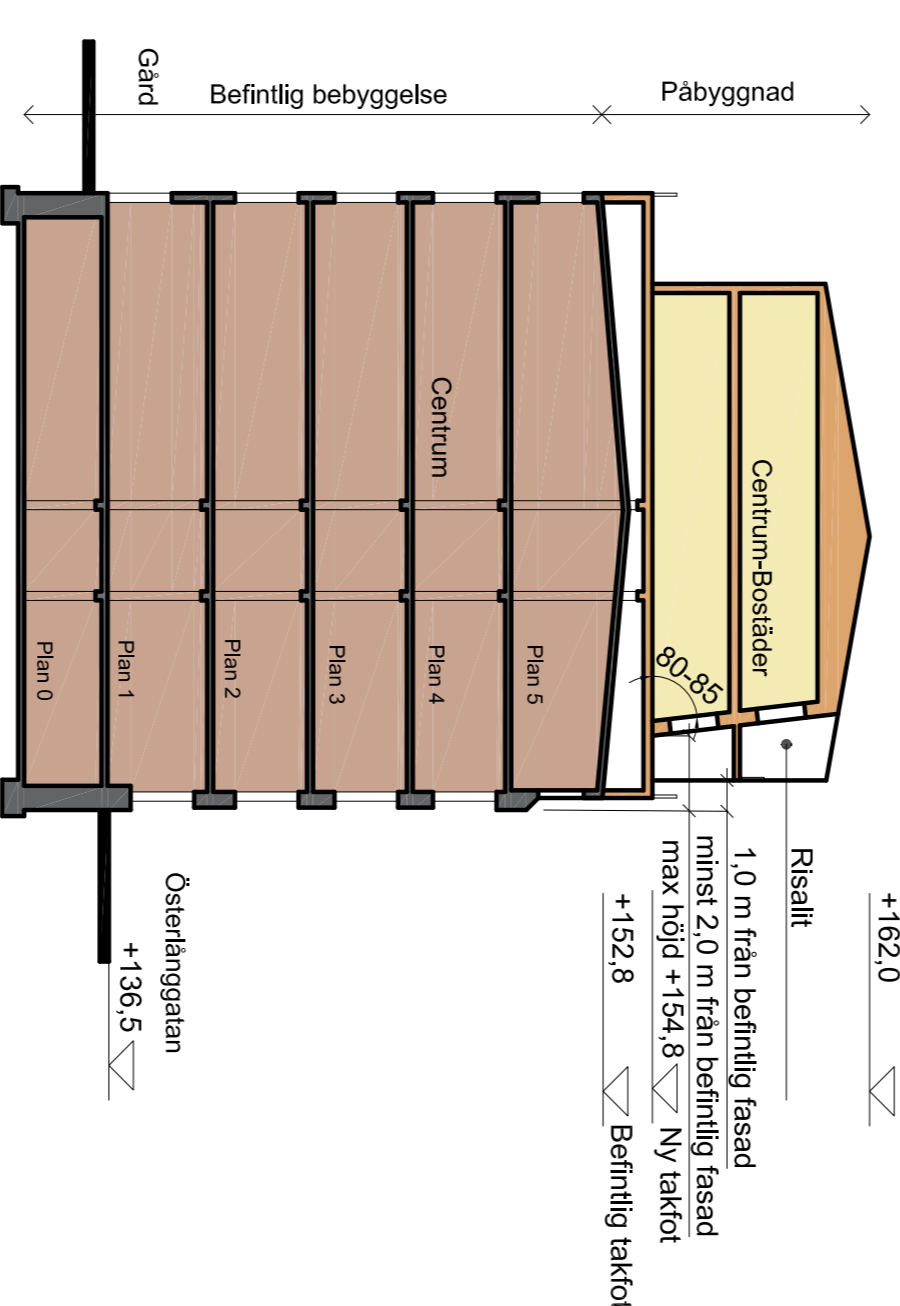 Påbyggnad
Befintlig bebyggelse
Gård
+162,0
Risalit
1,0 m från befintlig fasad
minst 2,0 m från befintlig fasad
max höjd +154,8 Ny takfot
+152,8 Befintlig takfot
Centrum-Bostäder
80-85
Plan 5
Centrum
Plan 4
Plan 3
Plan 2
Plan 1
Plan 0
Österlånggatan
+136,5